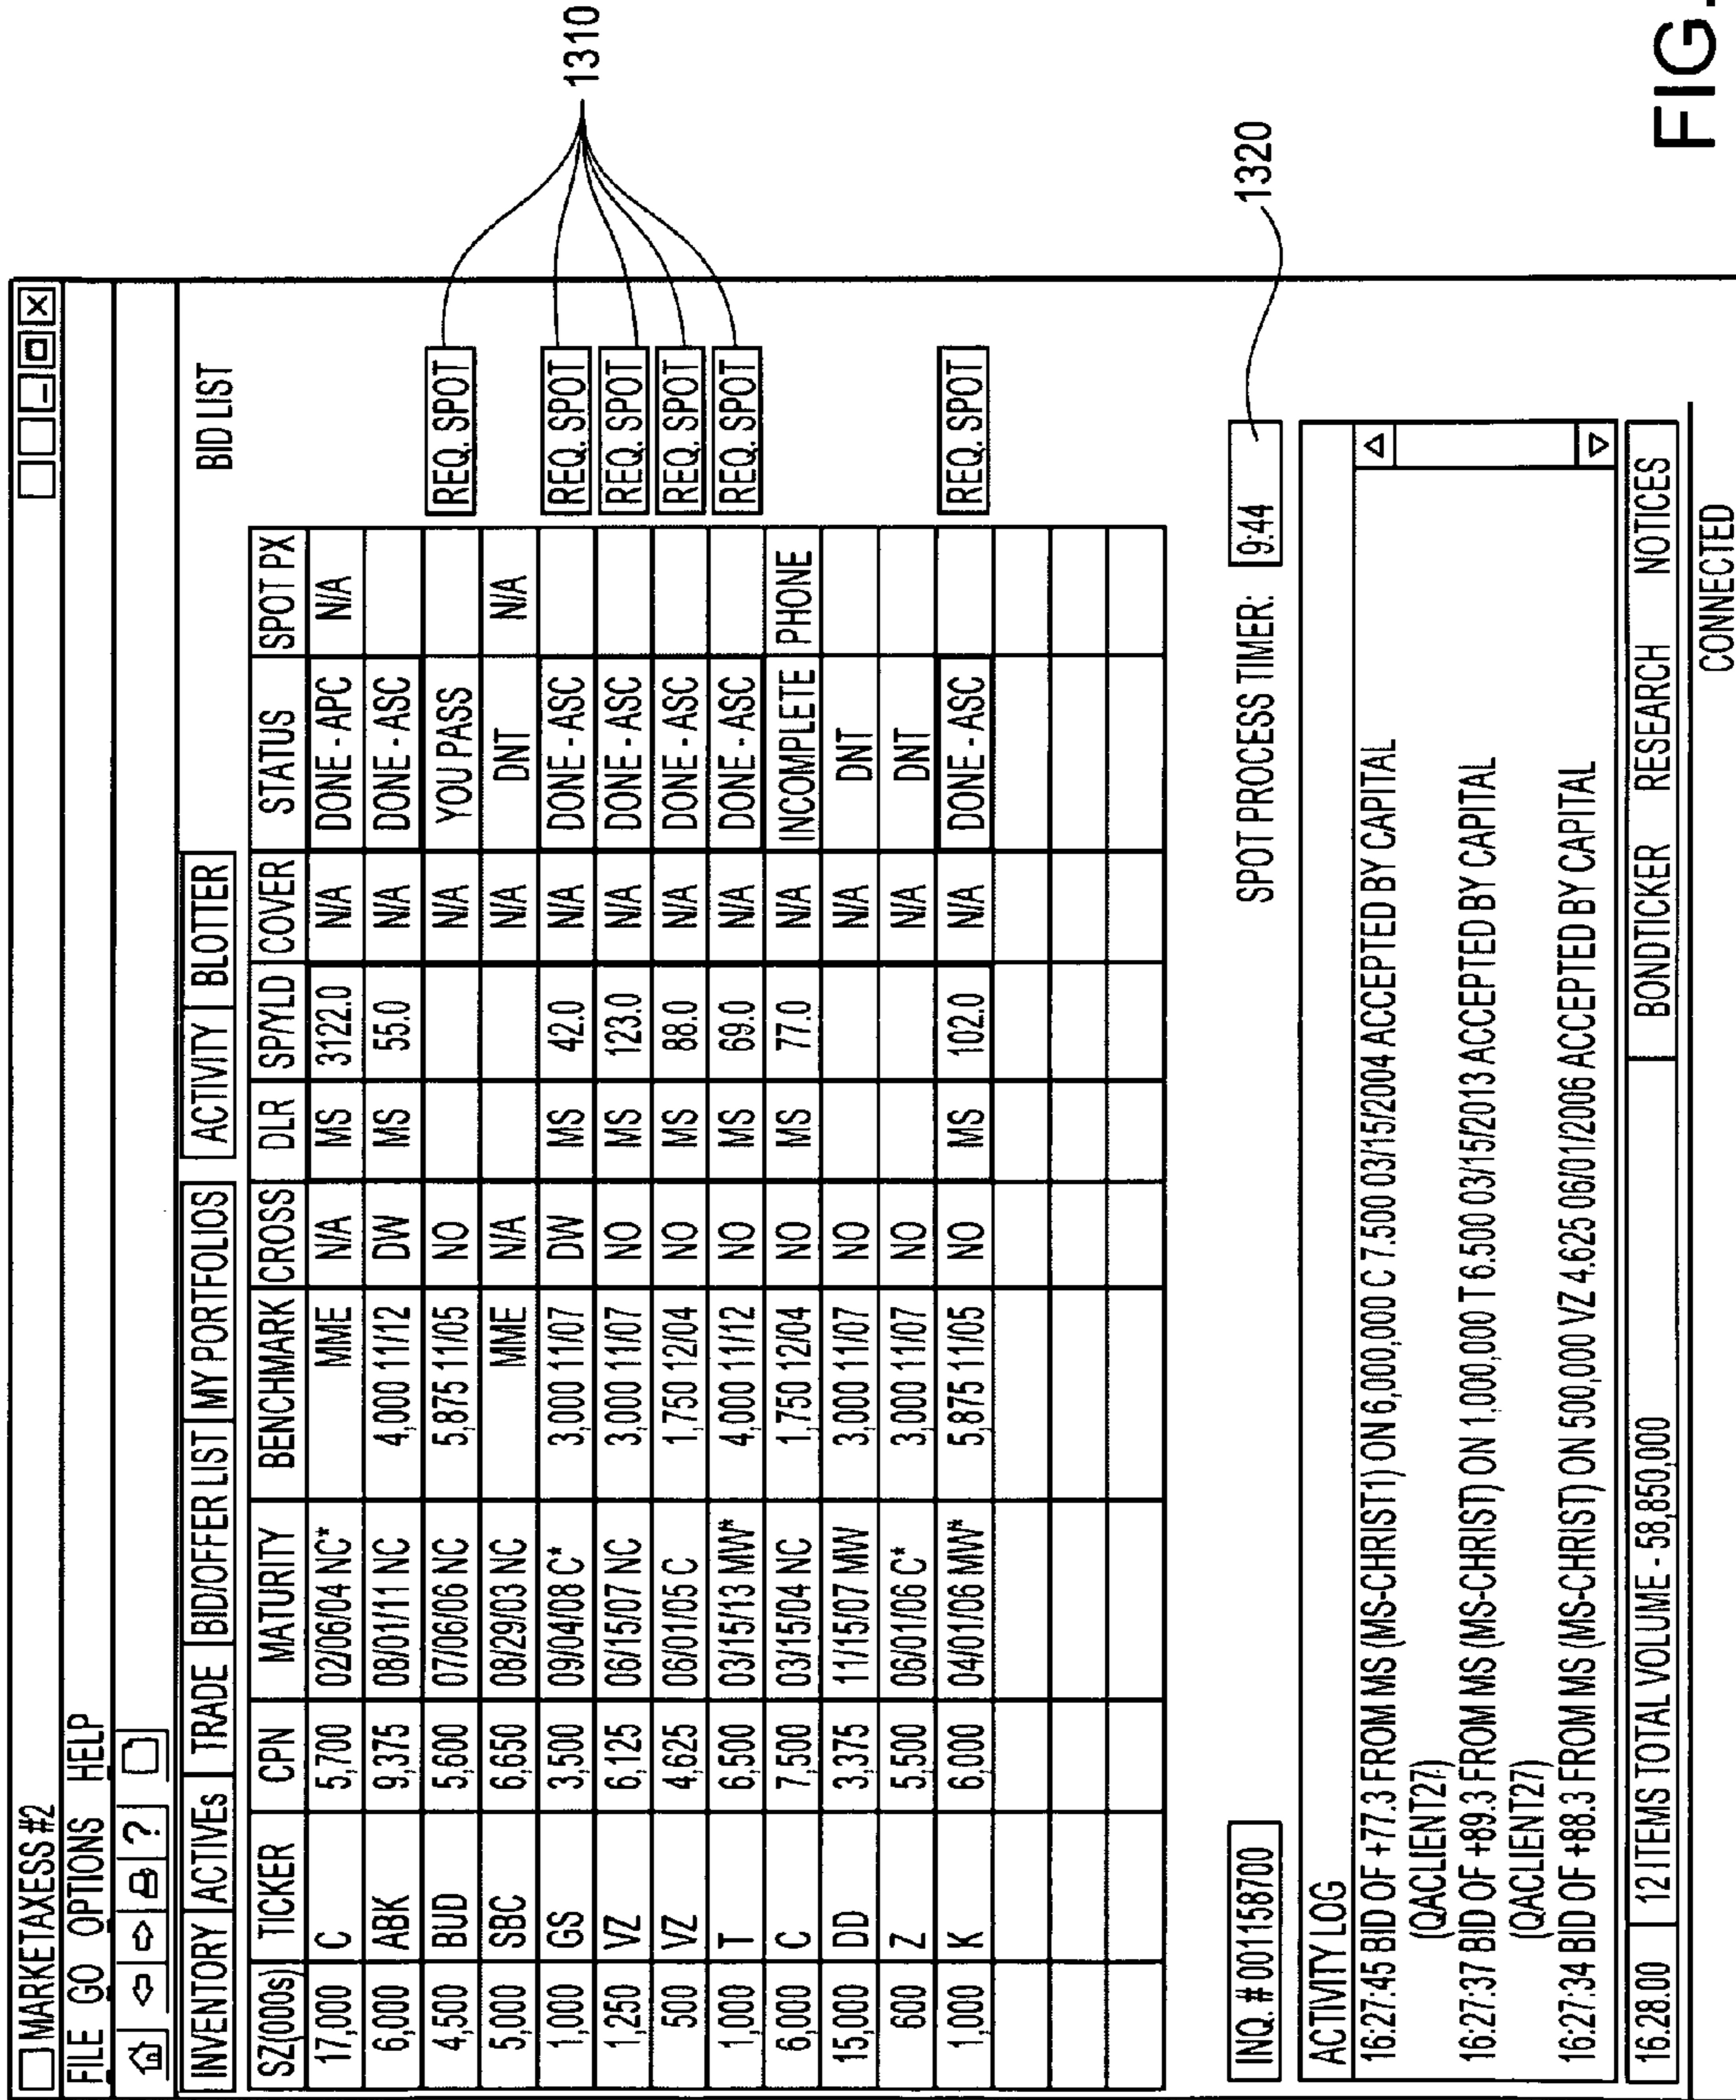 MARKETAXESS #2
FILE GO OPTIONS HELP
?
INVENTORY ACTIVEs TRADE BID/OFFER LIST MY PORTFOLIOS ACTIVITY BLOTTER
BID LIST
SZ(000s) TICKER CPN MATURITY BENCHMARK CROSS DLR SP/YLD COVER STATUS SPOT PX
17,000 C 5,700 02/06/04 NC* MME N/A MS 3122.0 N/A DONE - APC N/A
6,000 ABK 9,375 08/01/11 NC 4,000 11/12 DW MS 55.0 N/A DONE - ASC
4,500 BUD 5,600 07/06/06 NC 5,875 11/05 NO N/A YOU PASS REQ. SPOT
5,000 SBC 6,650 08/29/03 NC MME N/A N/A DNT N/A
1,000 GS 3,500 09/04/08 C* 3,000 11/07 DW MS 42.0 N/A DONE - ASC REQ. SPOT
1,250 VZ 6,125 06/15/07 NC 3,000 11/07 NO MS 123.0 N/A DONE - ASC REQ. SPOT
500 VZ 4,625 06/01/05 C 1,750 12/04 NO MS 88.0 N/A DONE - ASC REQ. SPOT
1,000 T 6,500 03/15/13 MW* 4,000 11/12 NO MS 69.0 N/A DONE - ASC REQ. SPOT
6,000 C 7,500 03/15/04 NC 1,750 12/04 NO MS 77.0 N/A INCOMPLETE PHONE
15,000 DD 3,375 11/15/07 MW 3,000 11/07 NO N/A DNT
600 Z 5,500 06/01/06 C* 3,000 11/07 NO N/A DNT
1,000 K 6,000 04/01/06 MW* 5,875 11/05 NO MS 102.0 N/A DONE - ASC REQ. SPOT
1310
INQ. # 001158700 SPOT PROCESS TIMER: 9:44
1320
ACTIVITY LOG
16:27:45 BID OF +77.3 FROM MS (MS-CHRIST1) ON 6,000,000 C 7.500 03/15/2004 ACCEPTED BY CAPITAL
(QACLIENT27)
16:27:37 BID OF +89.3 FROM MS (MS-CHRIST) ON 1,000,000 T 6.500 03/15/2013 ACCEPTED BY CAPITAL
(QACLIENT27)
16:27:34 BID OF +88.3 FROM MS (MS-CHRIST) ON 500,000 VZ 4.625 06/01/2006 ACCEPTED BY CAPITAL
16.28.00 12 ITEMS TOTAL VOLUME - 58,850,000 BONDTICKER RESEARCH NOTICES
CONNECTED
FIG.